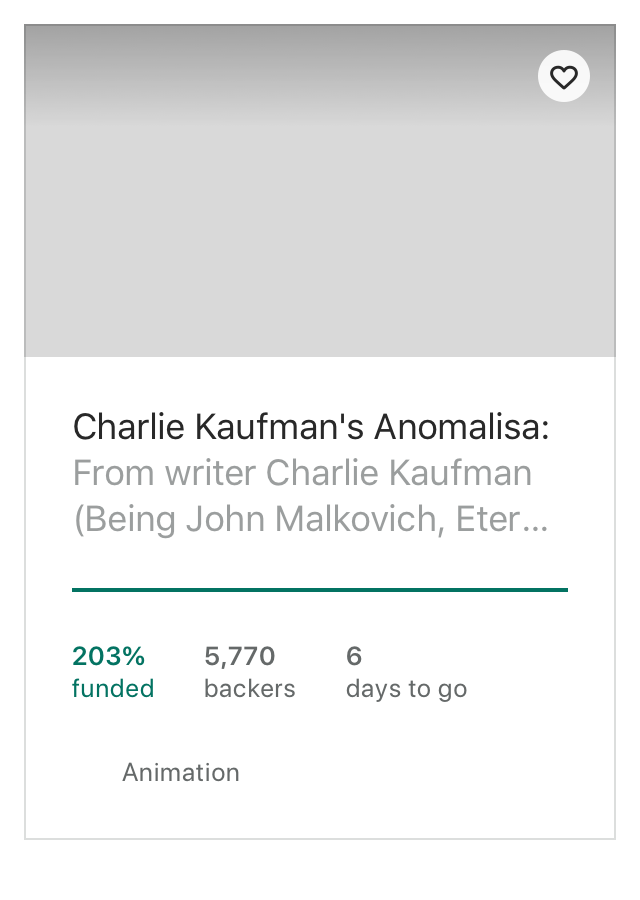 Charlie Kaufman's Anomalisa:
From writer Charlie Kaufman
(Being John Malkovich, Eter...
203%
funded
5,770
backers
6
days to go
Animation